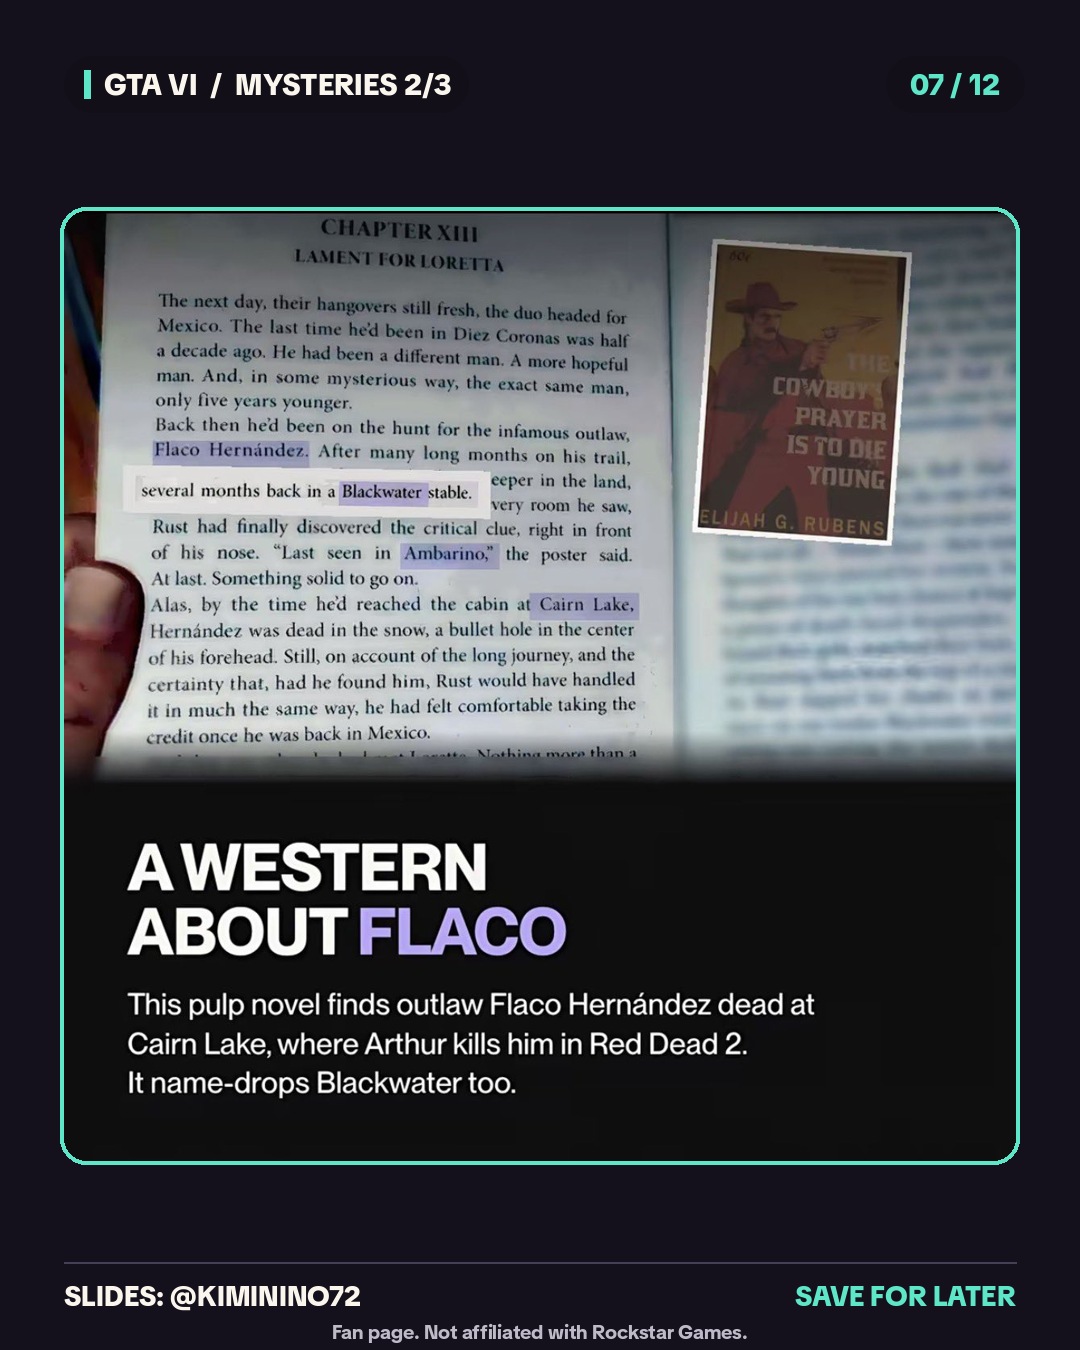 GTA VI / MYSTERIES 2/3
07 / 12
CHAPTER XIII
LAMENT FOR LORETTA
The next day, their hangovers still fresh, the duo headed for
Mexico. The last time he'd been in Diez Coronas was half
a decade ago. He had been a different man. A more hopeful
man. And, in some mysterious way, the exact same man,
only five years younger.
Back then he'd been on the hunt for the infamous outlaw,
Flaco Hernández. After many long months on his trail,
eeper in the land,
several months back in a Blackwater stable.
very room he saw,
Rust had finally discovered the critical clue, right in front
of his nose. “Last seen in Ambarino,” the poster said.
At last. Something solid to go on.
Alas, by the time he'd reached the cabin at Cairn Lake,
Hernández was dead in the snow, a bullet hole in the center
of his forehead. Still, on account of the long journey, and the
certainty that, had he found him, Rust would have handled
it in much the same way, he had felt comfortable taking the
credit once he was back in Mexico.
Loretta. Nothing more than a
60¢
THE
COWBOY'S
PRAYER
IS TO DIE
YOUNG
ELIJAH G. RUBENS
A WESTERN
ABOUT FLACO
This pulp novel finds outlaw Flaco Hernández dead at
Cairn Lake, where Arthur kills him in Red Dead 2.
It name-drops Blackwater too.
SLIDES: @KIMININO72
SAVE FOR LATER
Fan page. Not affiliated with Rockstar Games.